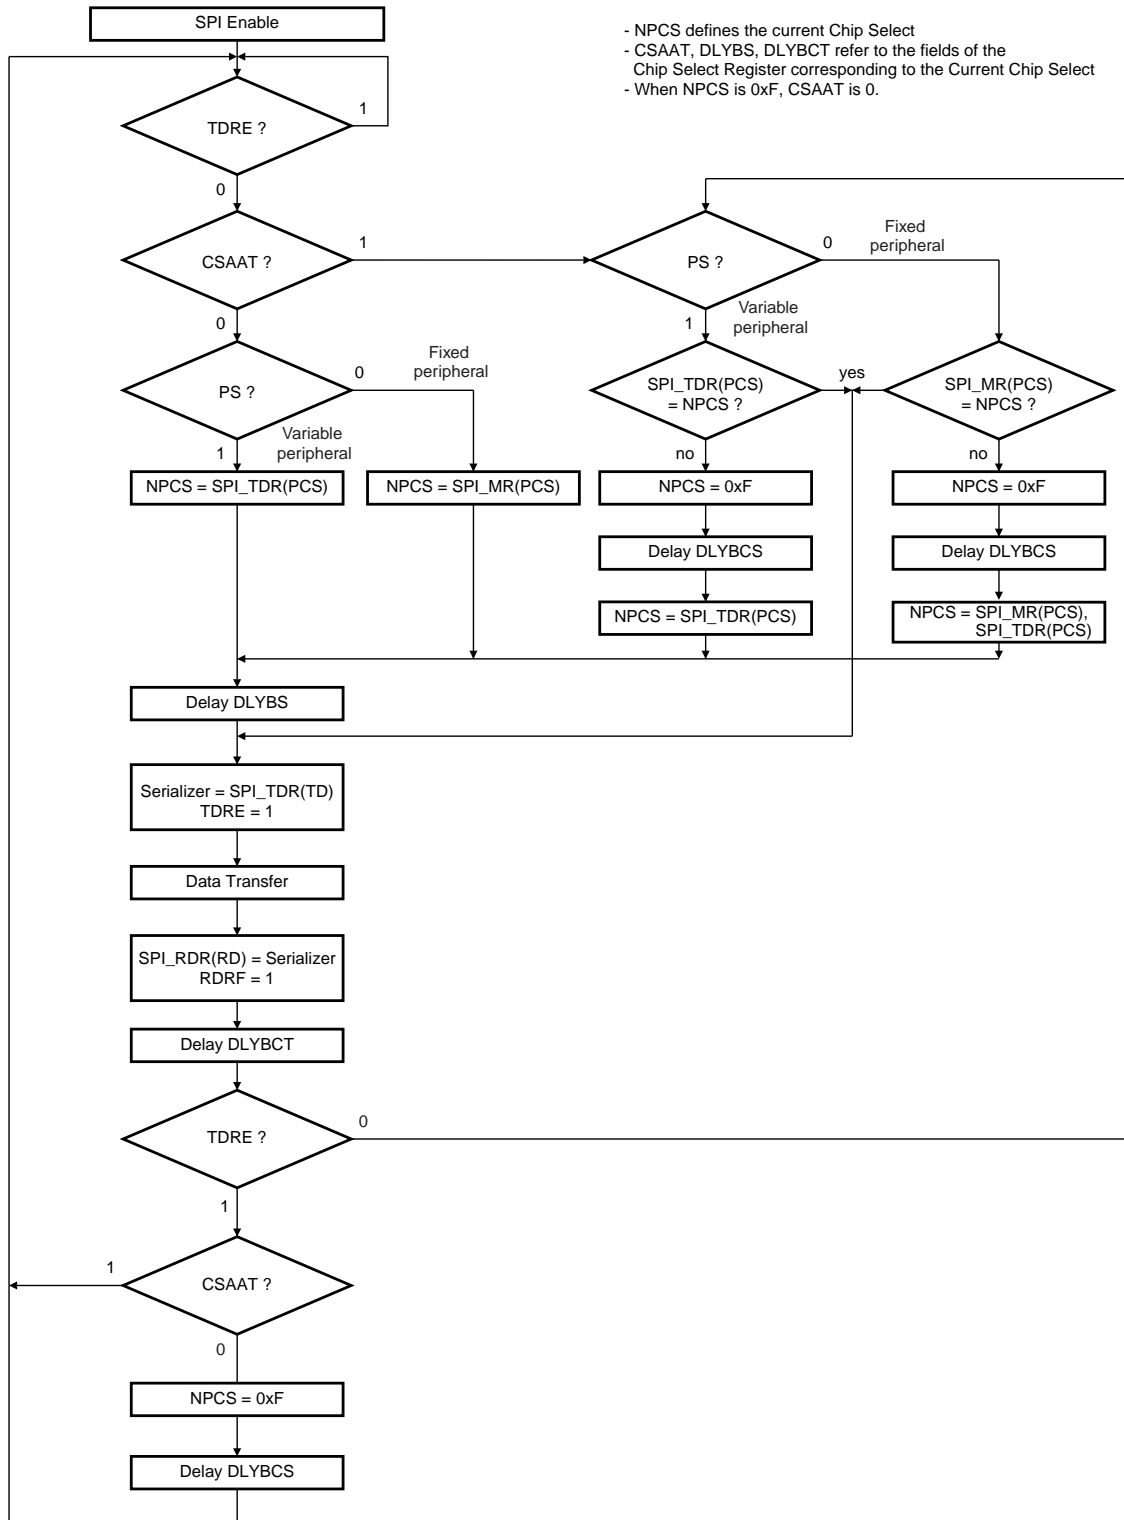 SPI Enable
- NPCS defines the current Chip Select
- CSAAT, DLYBS, DLYBCT refer to the fields of the
Chip Select Register corresponding to the Current Chip Select
- When NPCS is 0xF, CSAAT is 0.
TDRE ?
1
0
CSAAT ?
1
0
PS ?
0
Fixed
peripheral
1
Variable
peripheral
PS ?
0
Fixed
peripheral
1
Variable
peripheral
SPI_TDR(PCS)
= NPCS ?
yes
SPI_MR(PCS)
= NPCS ?
no
no
NPCS = SPI_TDR(PCS)
NPCS = SPI_MR(PCS)
NPCS = 0xF
NPCS = 0xF
Delay DLYBCS
Delay DLYBCS
NPCS = SPI_TDR(PCS)
NPCS = SPI_MR(PCS),
SPI_TDR(PCS)
Delay DLYBS
Serializer = SPI_TDR(TD)
TDRE = 1
Data Transfer
SPI_RDR(RD) = Serializer
RDRF = 1
Delay DLYBCT
TDRE ?
0
1
CSAAT ?
1
0
NPCS = 0xF
Delay DLYBCS